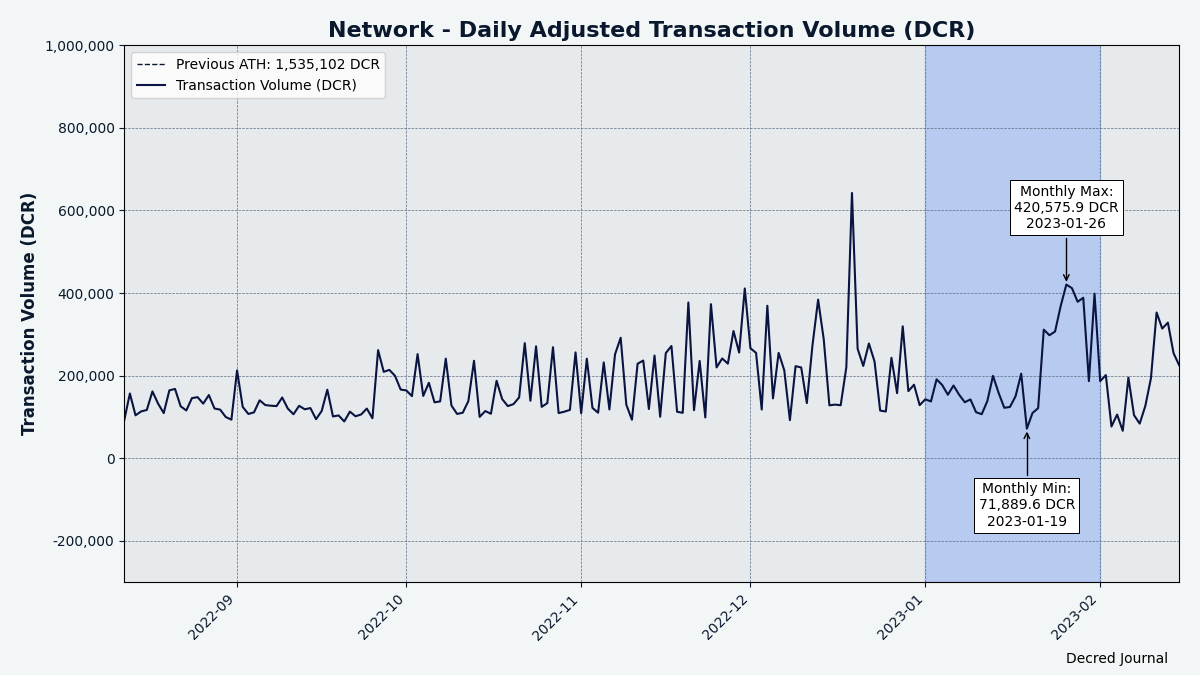 Network - Daily Adjusted Transaction Volume (DCR)
Previous ATH: 1,535,102 DCR
Transaction Volume (DCR)
Transaction Volume (DCR)
1,000,000
800,000
600,000
400,000
200,000
0
-200,000
Monthly Max:
420,575.9 DCR
2023-01-26
Monthly Min:
71,889.6 DCR
2023-01-19
2022-09
2022-10
2022-11
2022-12
2023-01
2023-02
Decred Journal